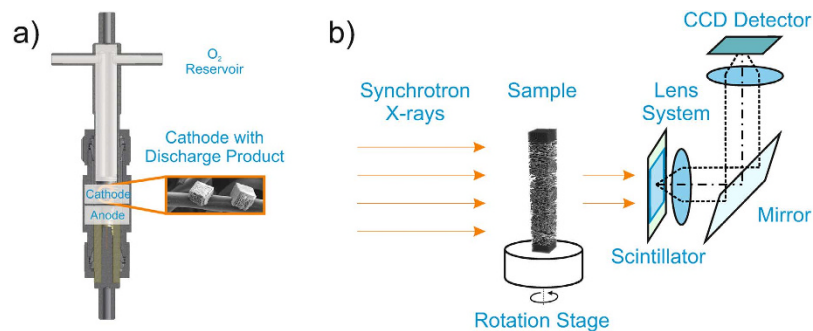 a)
O₂
Reservoir
Cathode with
Discharge Product
Cathode
Anode
b)
CCD Detector
Synchrotron
X-rays
Sample
Lens
System
Mirror
Scintillator
Rotation Stage